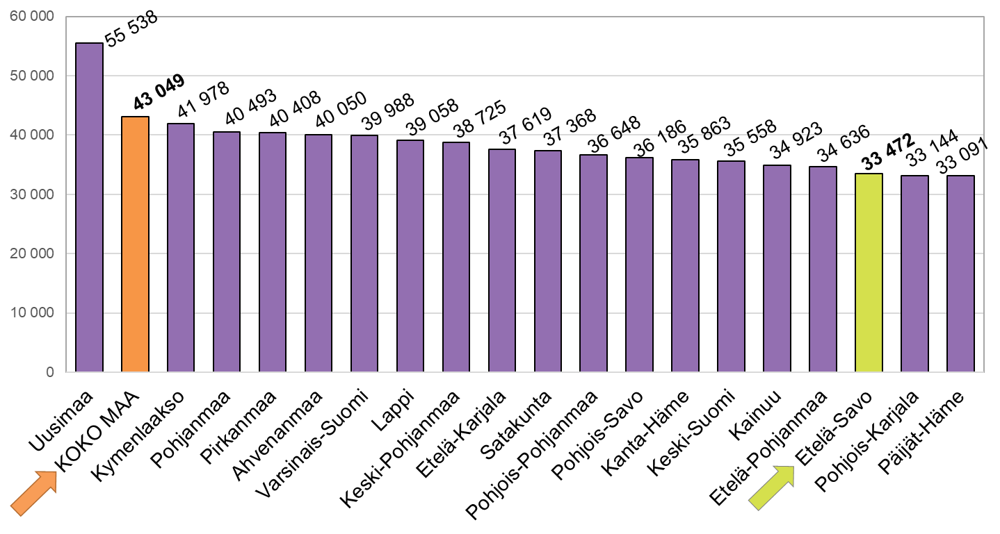 60 000
50 000
40 000
30 000
20 000
10 000
0
55 538
43 049
41 978
40 493
40 408
40 050
39 988
39 058
38 725
37 619
37 368
36 648
36 186
35 863
35 558
34 923
34 636
33 472
33 144
33 091
Uusimaa
KOKO MAA
Kymenlaakso
Pohjanmaa
Pirkanmaa
Ahvenanmaa
Varsinais-Suomi
Lappi
Keski-Pohjanmaa
Etelä-Karjala
Satakunta
Pohjois-Pohjanmaa
Pohjois-Savo
Kanta-Häme
Keski-Suomi
Kainuu
Etelä-Pohjanmaa
Etelä-Savo
Pohjois-Karjala
Päijät-Häme